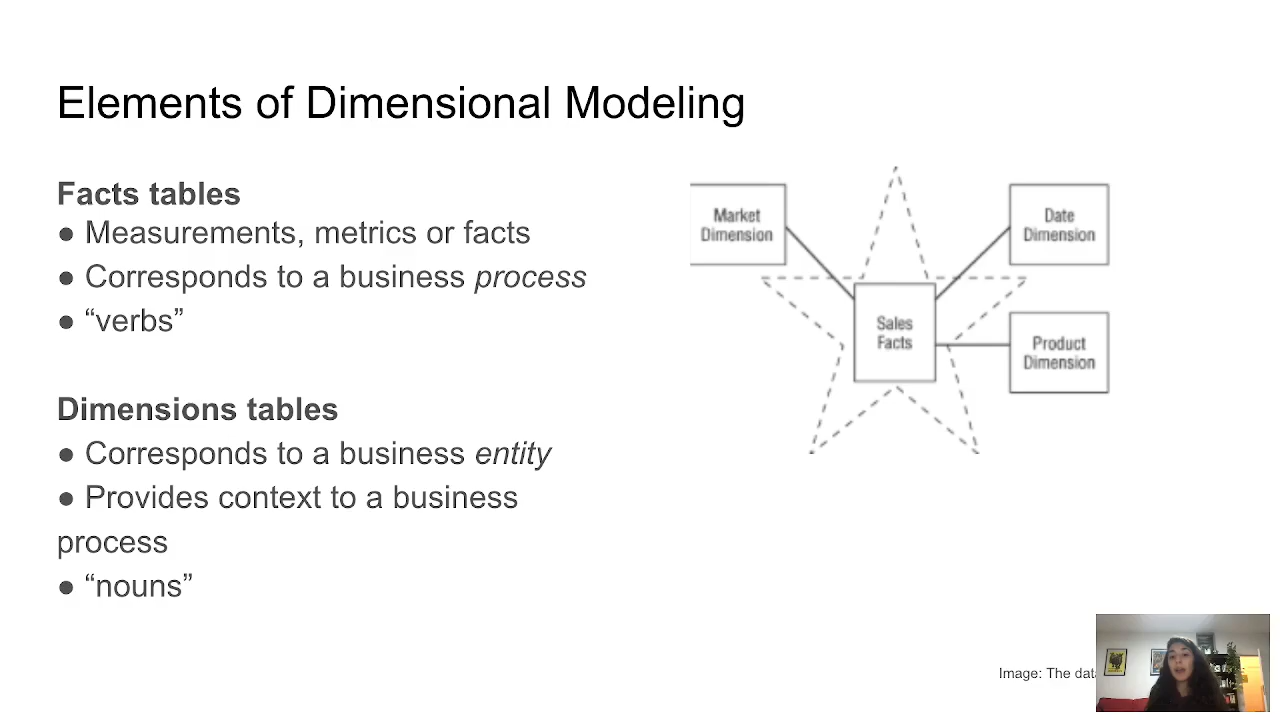 Elements of Dimensional Modeling
Facts tables
● Measurements, metrics or facts
● Corresponds to a business process
● “verbs”
Dimensions tables
● Corresponds to a business entity
● Provides context to a business
process
● “nouns”
Market
Dimension
Date
Dimension
Sales
Facts
Product
Dimension
Image: The